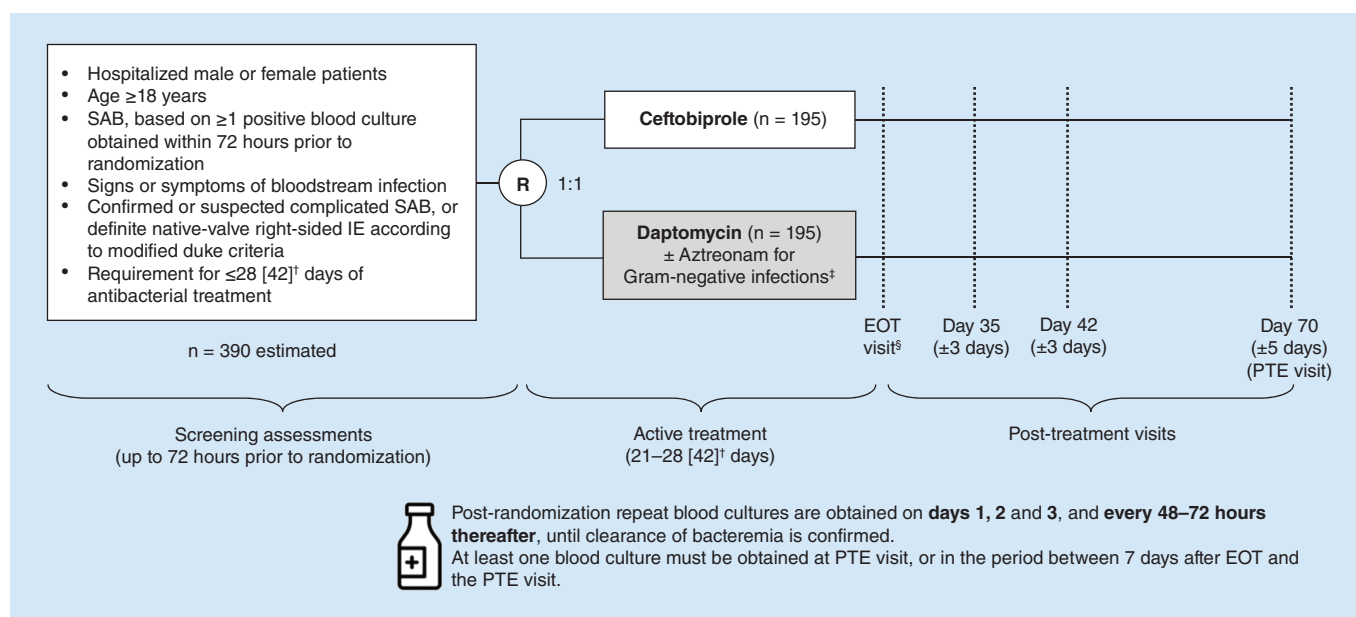 • Hospitalized male or female patients
• Age ≥18 years
• SAB, based on ≥1 positive blood culture
obtained within 72 hours prior to
randomization
• Signs or symptoms of bloodstream infection
• Confirmed or suspected complicated SAB, or
definite native-valve right-sided IE according
to modified duke criteria
• Requirement for ≤28 [42]† days of
antibacterial treatment
n = 390 estimated
R
1:1
Ceftobiprole (n = 195)
Daptomycin (n = 195)
± Aztreonam for
Gram-negative infections‡
EOT
visit§
Day 35
(±3 days)
Day 42
(±3 days)
Day 70
(±5 days)
(PTE visit)
Screening assessments
(up to 72 hours prior to randomization)
Active treatment
(21–28 [42]† days)
Post-treatment visits
Post-randomization repeat blood cultures are obtained on days 1, 2 and 3, and every 48–72 hours
thereafter, until clearance of bacteremia is confirmed.
At least one blood culture must be obtained at PTE visit, or in the period between 7 days after EOT and
the PTE visit.